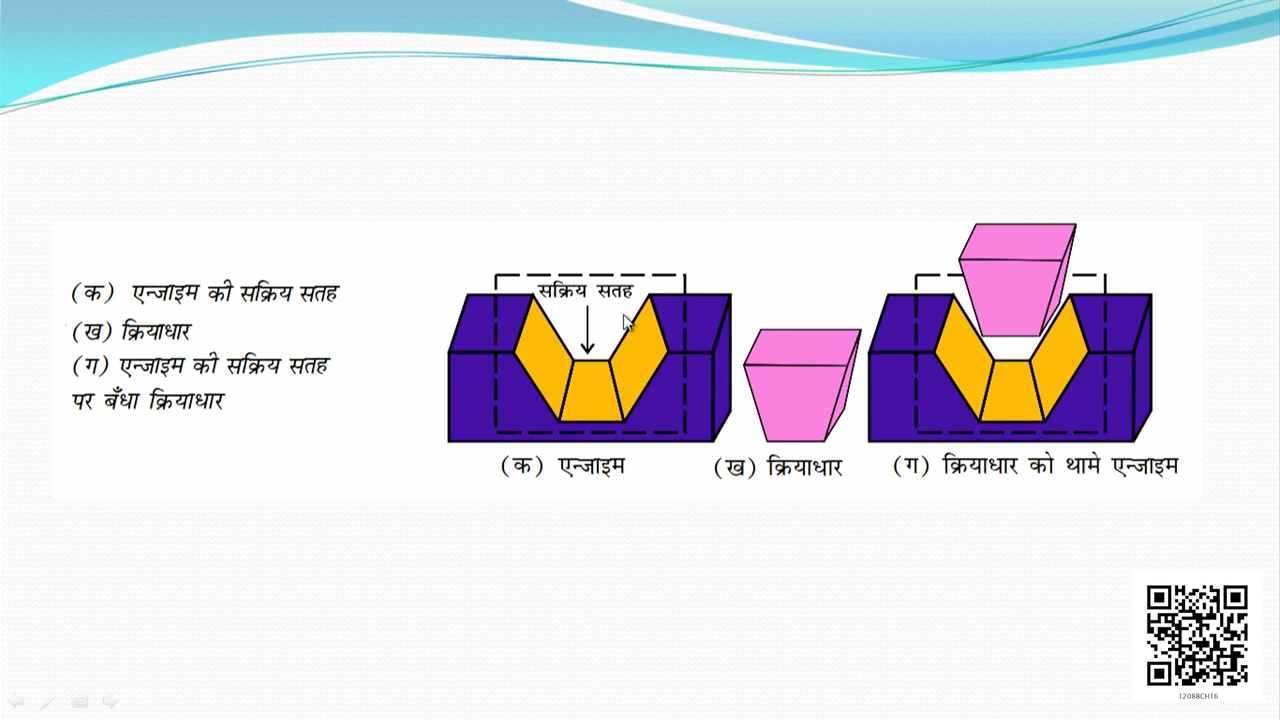 (क) एन्जाइम की सक्रिय सतह
(ख) क्रियाधार
(ग) एन्जाइम की सक्रिय सतह
पर बँधा क्रियाधार
सक्रिय सतह
(क) एन्जाइम
(ख) क्रियाधार
(ग) क्रियाधार को थामे एन्जाइम
12088CH16